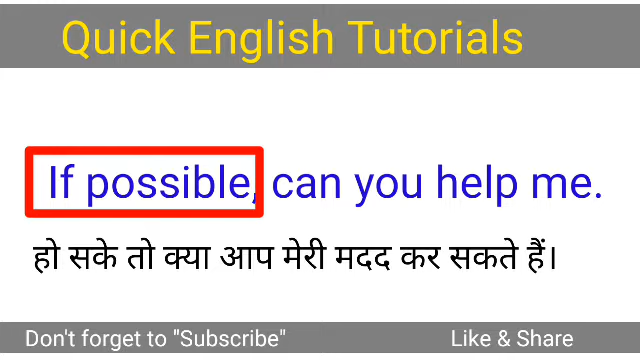 Quick English Tutorials
If possible, can you help me.
हो सके तो क्या आप मेरी मदद कर सकते हैं।
Don't forget to "Subscribe" Like & Share